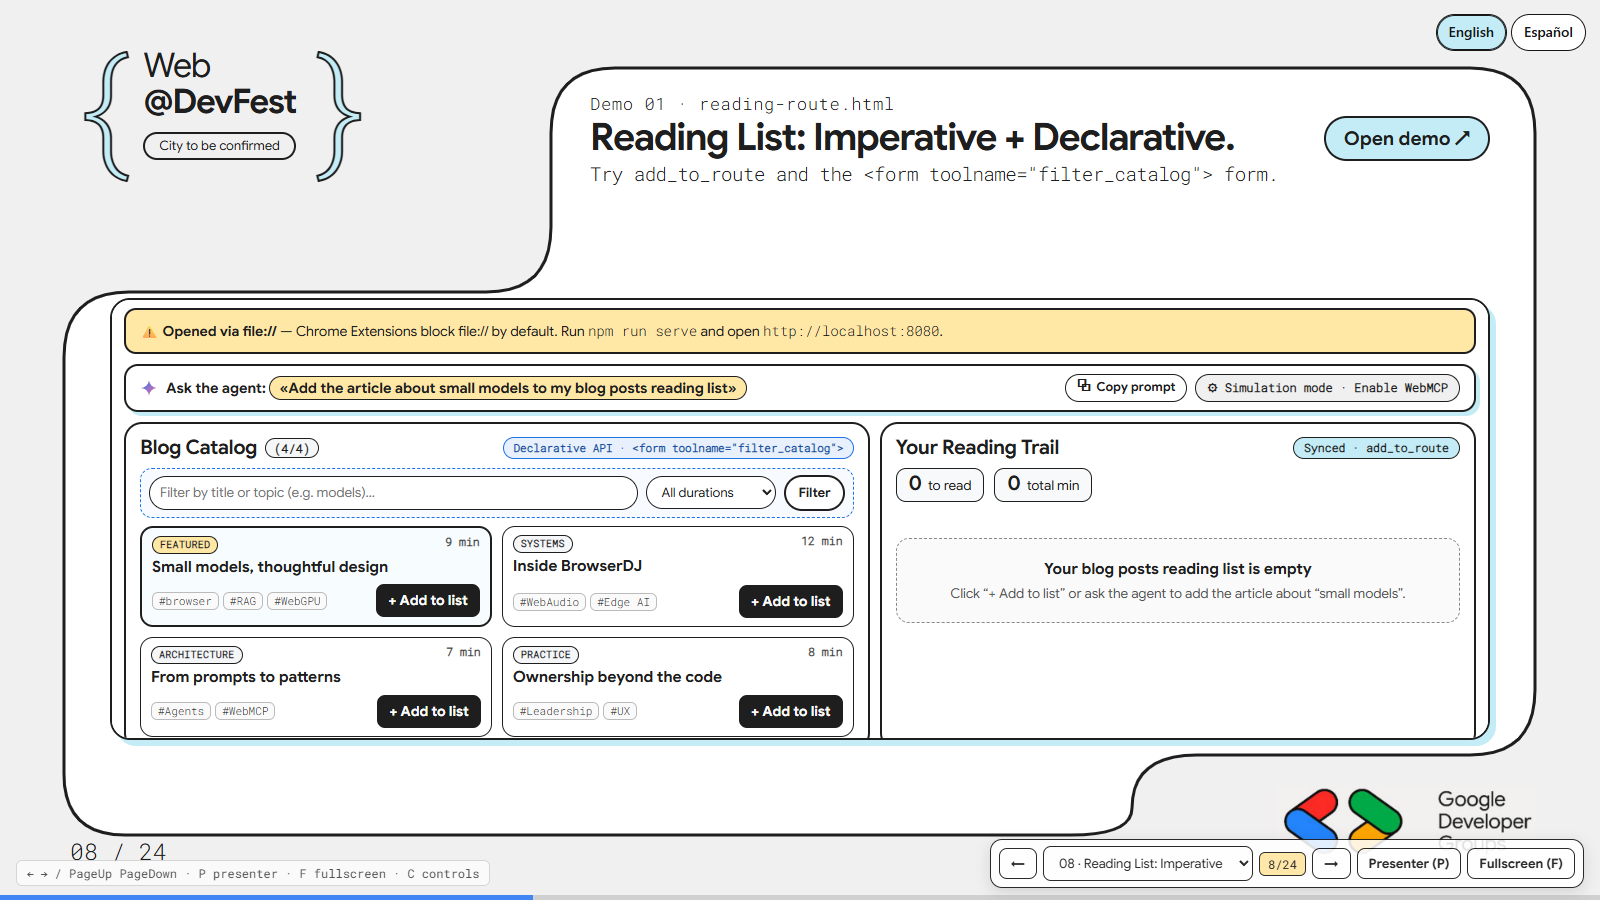 English Español
Web
@DevFest
City to be confirmed
Demo 01 · reading-route.html
Reading List: Imperative + Declarative.
Try add_to_route and the <form toolname="filter_catalog"> form.
Open demo ↗
⚠️ Opened via file:// — Chrome Extensions block file:// by default. Run npm run serve and open http://localhost:8080.
Ask the agent: «Add the article about small models to my blog posts reading list»
Copy prompt
⚙ Simulation mode · Enable WebMCP
Blog Catalog (4/4)
Declarative API · <form toolname="filter_catalog">
Filter by title or topic (e.g. models)...
All durations
Filter
FEATURED 9 min
Small models, thoughtful design
#browser #RAG #WebGPU + Add to list
SYSTEMS 12 min
Inside BrowserDJ
#WebAudio #Edge AI + Add to list
ARCHITECTURE 7 min
From prompts to patterns
#Agents #WebMCP + Add to list
PRACTICE 8 min
Ownership beyond the code
#Leadership #UX + Add to list
Your Reading Trail
Synced · add_to_route
0 to read 0 total min
Your blog posts reading list is empty
Click “+ Add to list” or ask the agent to add the article about “small models”.
Google
Developer
Groups
08 / 24
← → / PageUp PageDown · P presenter · F fullscreen · C controls
← 08 · Reading List: Imperative 8/24 → Presenter (P) Fullscreen (F)